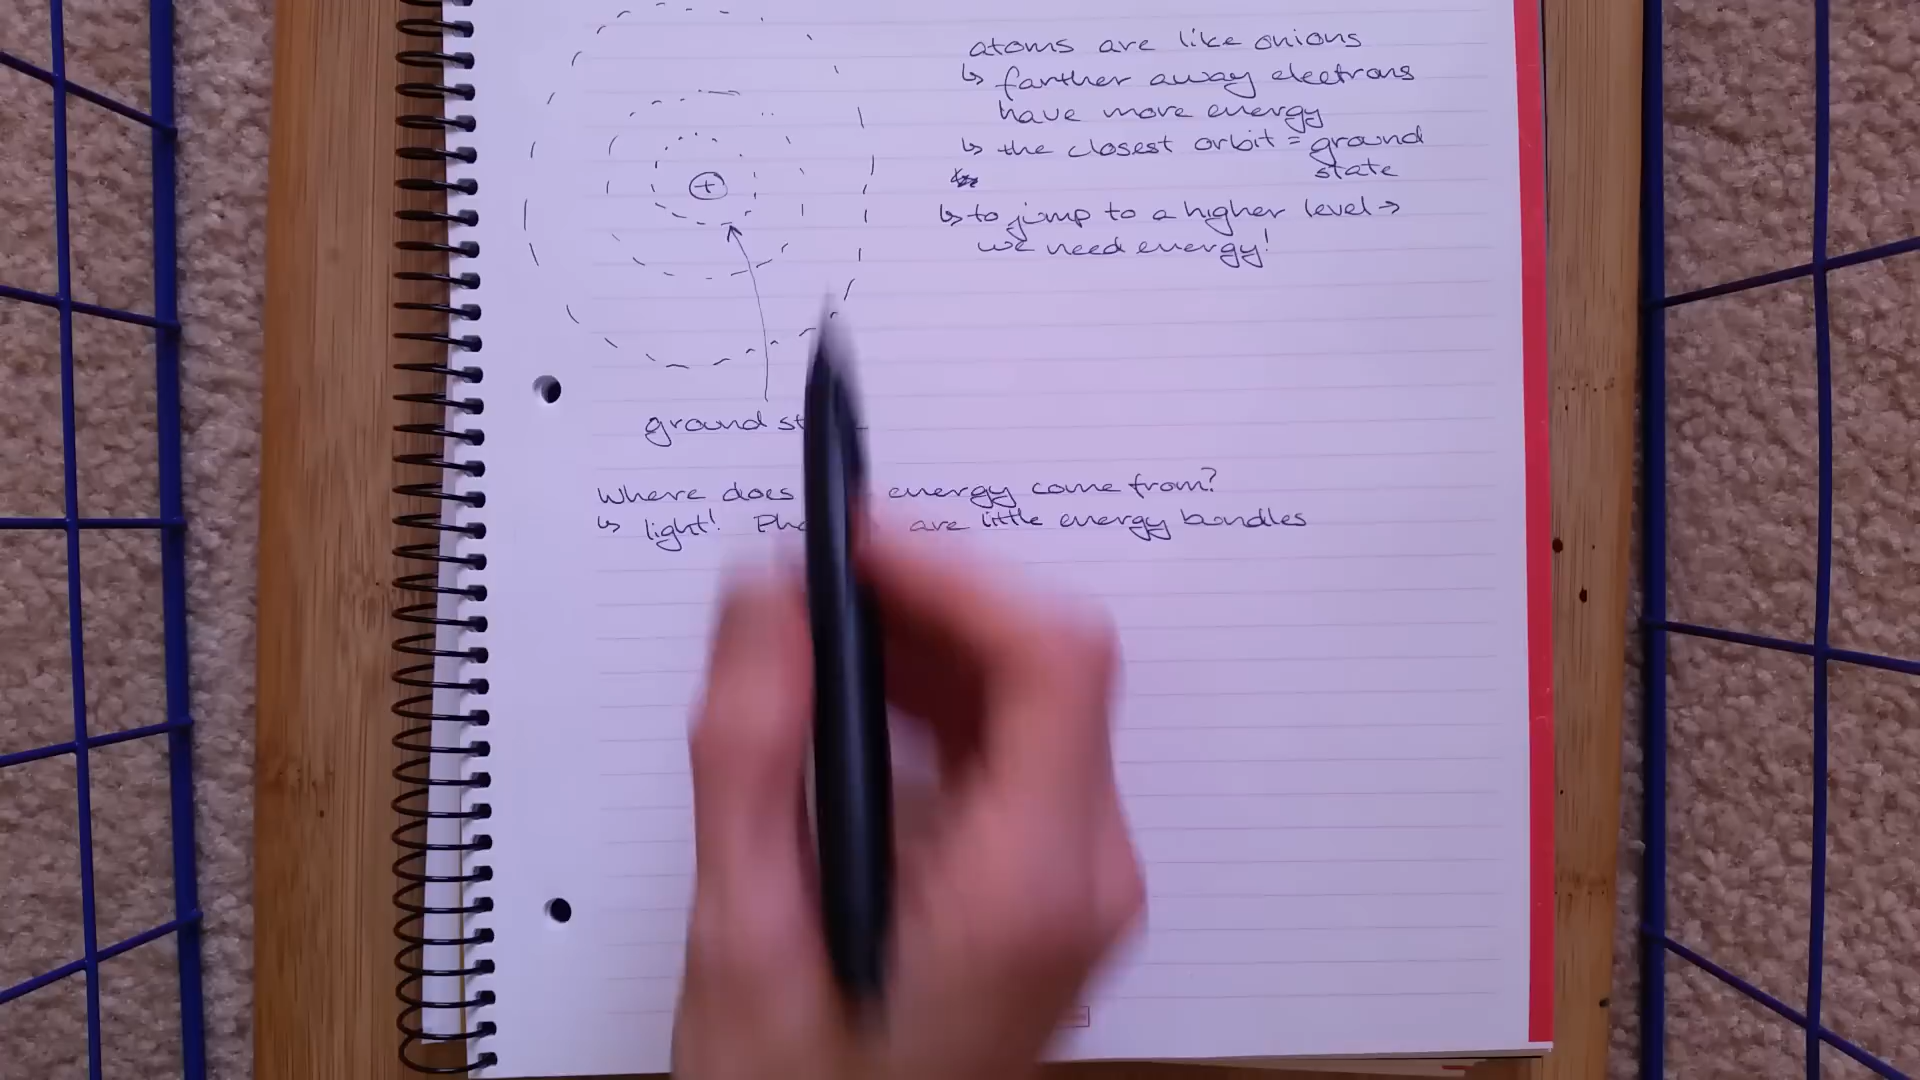 atoms are like onions
↳ farther away electrons
have more energy
↳ the closest orbit = ground
state
↳ to jump to a higher level →
we need energy!
+
ground
Where does energy come from?
↳ light! are little energy bundles